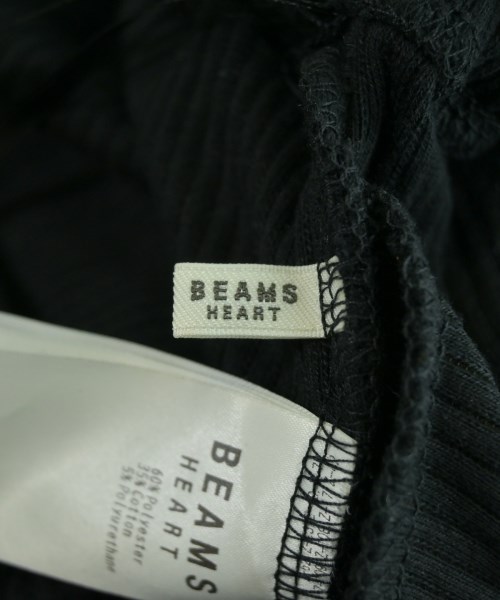 BEAMS
HEART
BEAMS
HEART
60%Polyester
35%Cotton
5%Polyurethane